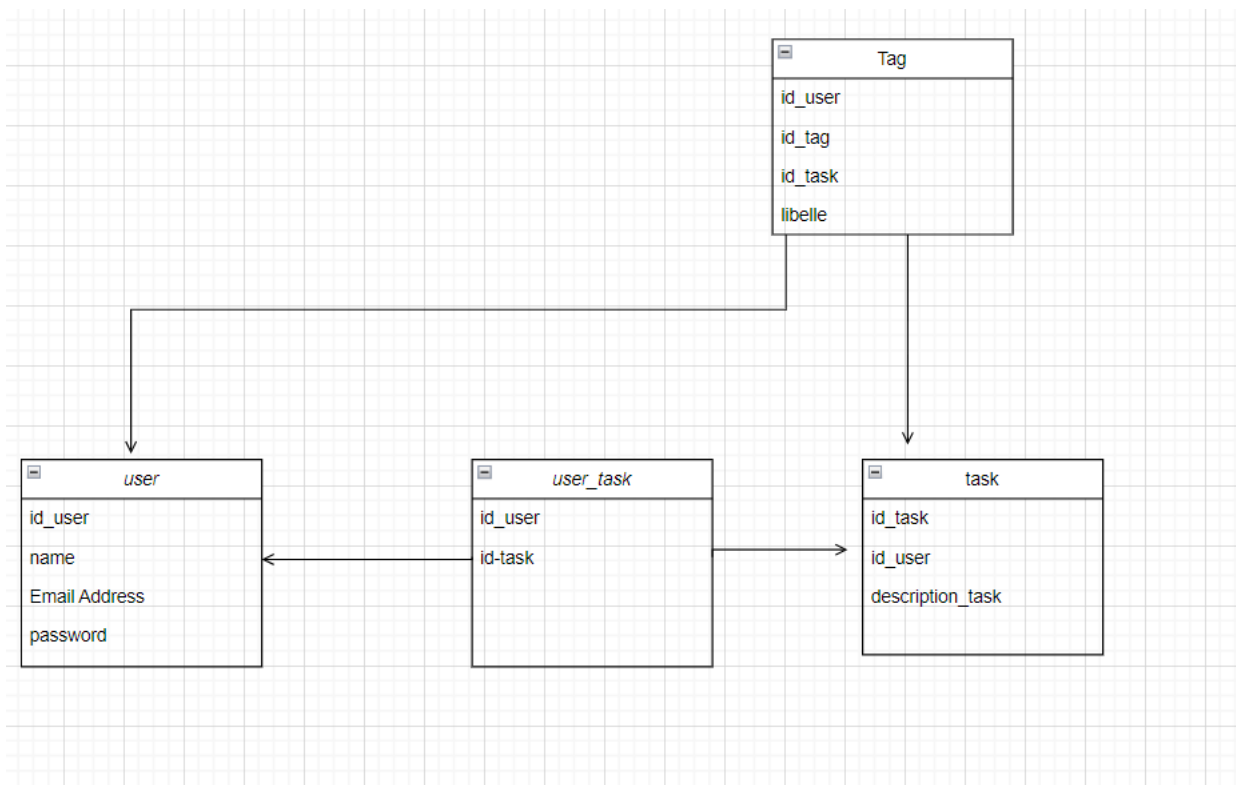 Tag
id_user
id_tag
id_task
libelle
user
id_user
name
Email Address
password
user_task
id_user
id-task
task
id_task
id_user
description_task